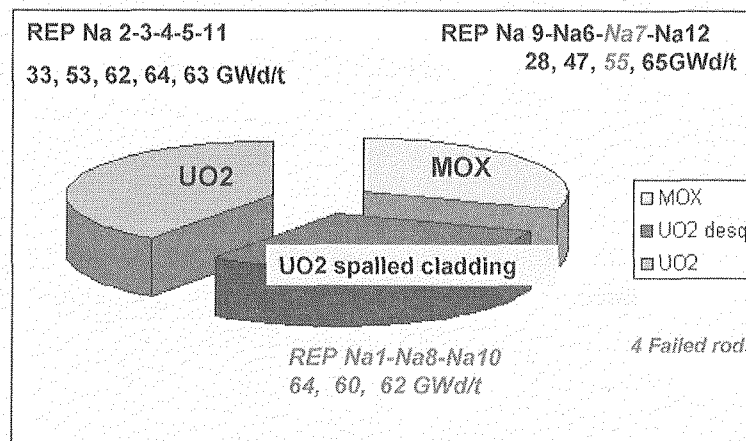 REP Na 2-3-4-5-11
33, 53, 62, 64, 63 GWd/t
REP Na 9-Na6-Na7-Na12
28, 47, 55, 65GWd/t
UO2
MOX
UO2 spalled cladding
MOX
UO2 desq
UO2
REP Na1-Na8-Na10
64, 60, 62 GWd/t
4 Failed rod